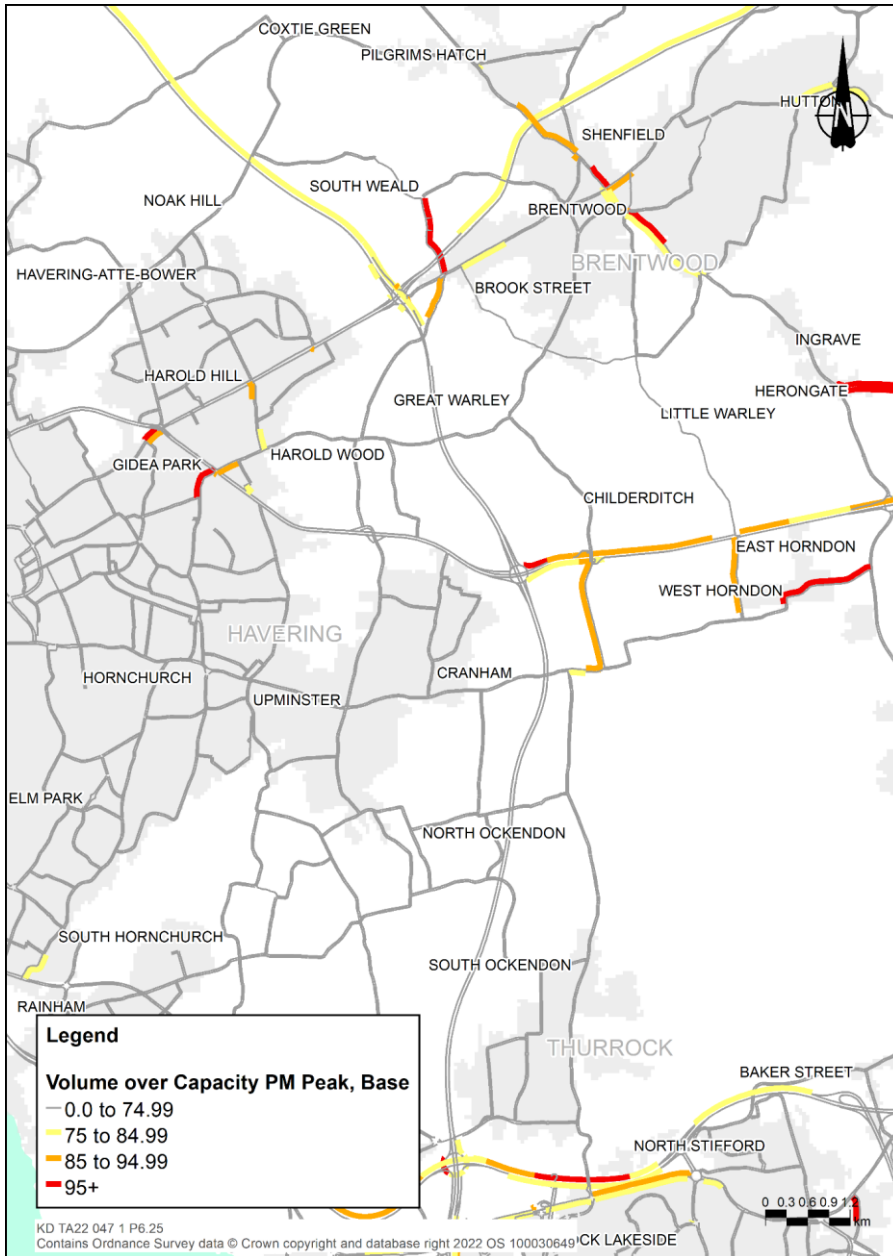 COXTIE GREEN
PILGRIMS HATCH
HUTTON
SHENFIELD
SOUTH WEALD
NOAK HILL
BRENTWOOD
HAVERING-ATTE-BOWER
BRENTWOOD
BROOK STREET
INGRAVE
HAROLD HILL
HERONGATE
GREAT WARLEY
LITTLE WARLEY
HAROLD WOOD
GIDEA PARK
CHILDERDITCH
EAST HORNDON
WEST HORNDON
HAVERING
CRANHAM
HORNCHURCH
UPMINSTER
ELM PARK
NORTH OCKENDON
SOUTH HORNCHURCH
SOUTH OCKENDON
RAINHAM
THURROCK
BAKER STREET
NORTH STIFFORD
CK LAKESIDE
Legend
Volume over Capacity PM Peak, Base
0.0 to 74.99
75 to 84.99
85 to 94.99
95+
0 0.3 0.6 0.9 1.2
km
KD TA22 047 1 P6.25
Contains Ordnance Survey data © Crown copyright and database right 2022 OS 100030649